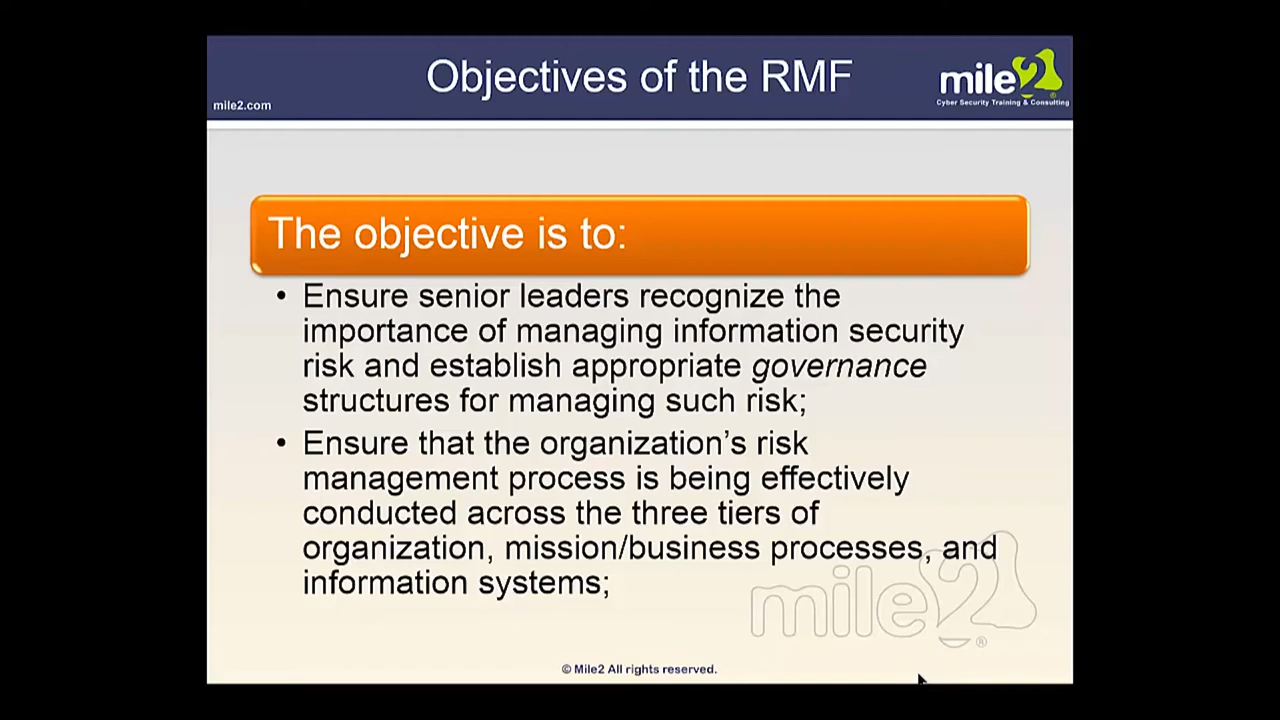 Objectives of the RMF
mile2®
Cyber Security Training & Consulting
mile2.com
The objective is to:
• Ensure senior leaders recognize the
importance of managing information security
risk and establish appropriate governance
structures for managing such risk;
• Ensure that the organization’s risk
management process is being effectively
conducted across the three tiers of
organization, mission/business processes, and
information systems;
mile2®
© Mile2 All rights reserved.